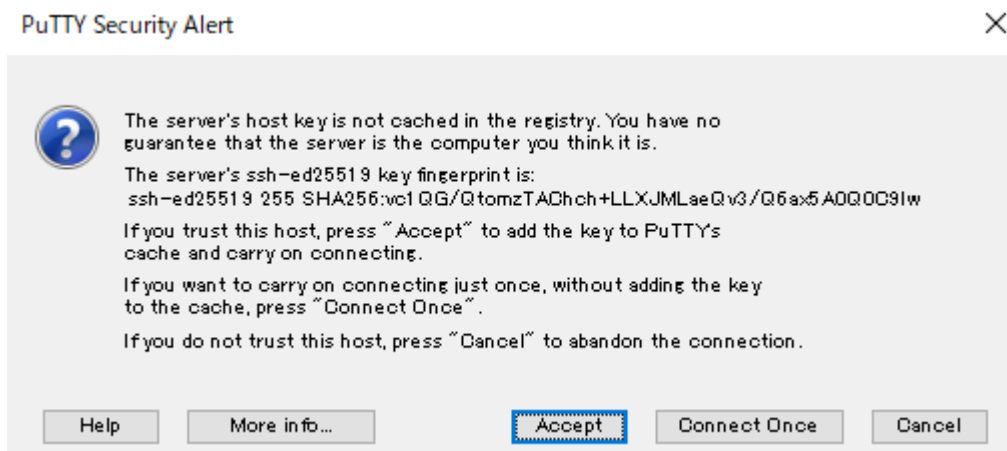 PuTTY Security Alert
The server's host key is not cached in the registry. You have no
guarantee that the server is the computer you think it is.
The server's ssh-ed25519 key fingerprint is:
ssh-ed25519 255 SHA256:vc1QG/QtomzTAChch+LLXJMLaeQv3/Q6ax5A0Q0C9Iw
If you trust this host, press "Accept" to add the key to PuTTY's
cache and carry on connecting.
If you want to carry on connecting just once, without adding the key
to the cache, press "Connect Once".
If you do not trust this host, press "Cancel" to abandon the connection.
Help More info... Accept Connect Once Cancel